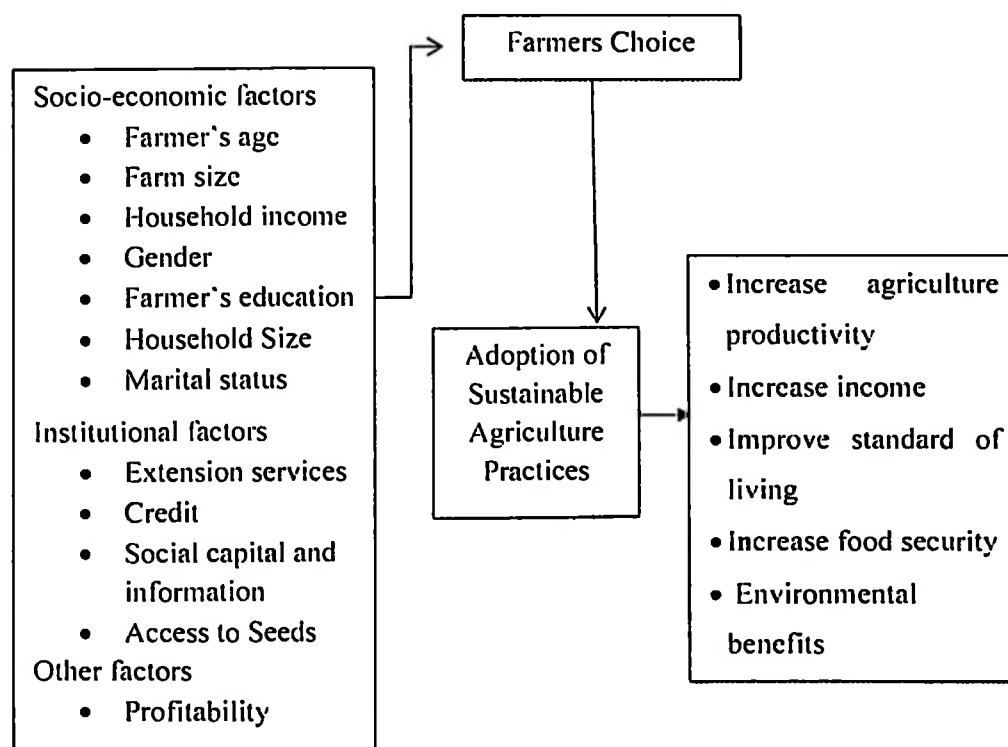 Farmers Choice
Socio-economic factors
• Farmer's age
• Farm size
• Household income
• Gender
• Farmer's education
• Household Size
• Marital status
Institutional factors
• Extension services
• Credit
• Social capital and
information
• Access to Seeds
Other factors
• Profitability
Adoption of
Sustainable
Agriculture
Practices
• Increase agriculture
productivity
• Increase income
• Improve standard of
living
• Increase food security
• Environmental
benefits